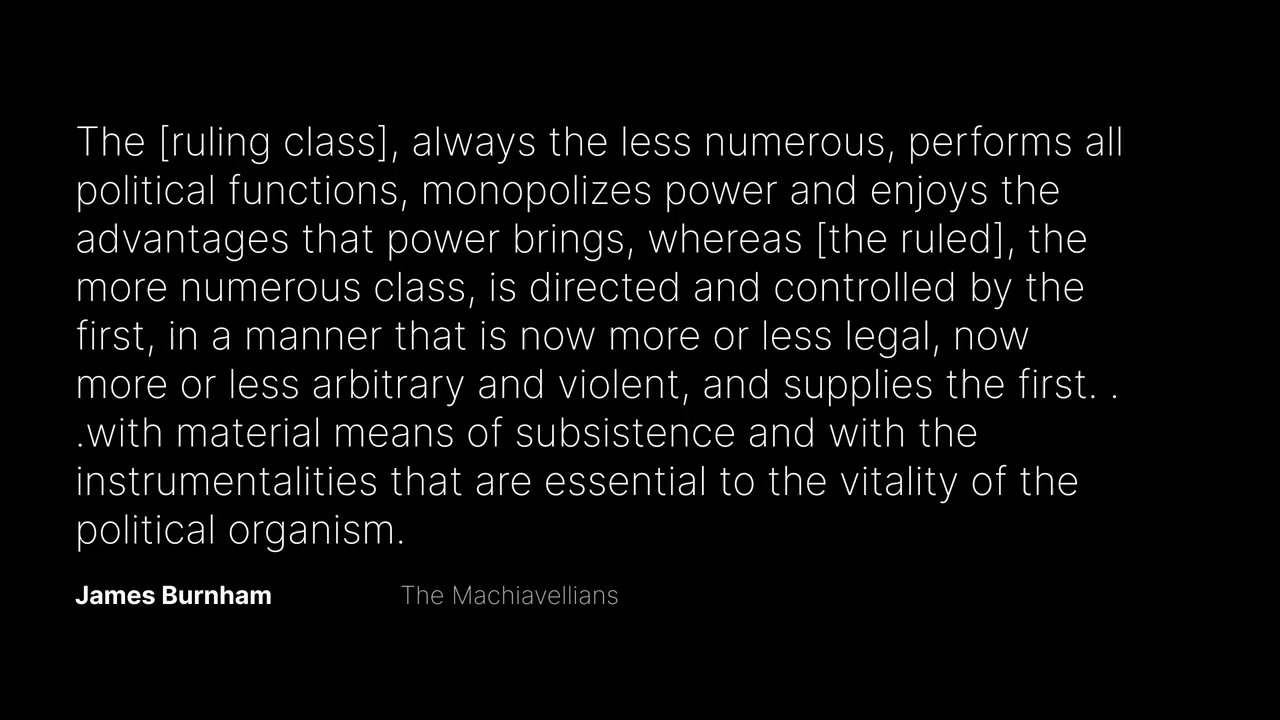 The [ruling class], always the less numerous, performs all
political functions, monopolizes power and enjoys the
advantages that power brings, whereas [the ruled], the
more numerous class, is directed and controlled by the
first, in a manner that is now more or less legal, now
more or less arbitrary and violent, and supplies the first. .
.with material means of subsistence and with the
instrumentalities that are essential to the vitality of the
political organism.
James Burnham The Machiavellians